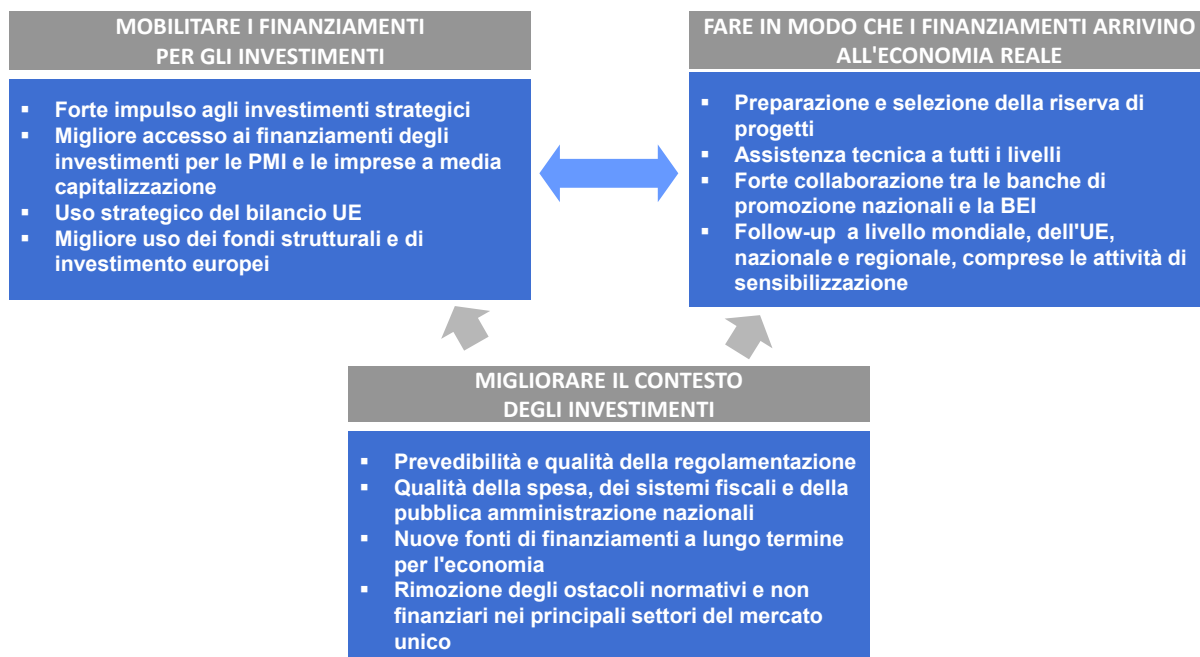 MOBILITARE I FINANZIAMENTI
PER GLI INVESTIMENTI
▪ Forte impulso agli investimenti strategici
▪ Migliore accesso ai finanziamenti degli
investimenti per le PMI e le imprese a media
capitalizzazione
▪ Uso strategico del bilancio UE
▪ Migliore uso dei fondi strutturali e di
investimento europei
FARE IN MODO CHE I FINANZIAMENTI ARRIVINO
ALL'ECONOMIA REALE
▪ Preparazione e selezione della riserva di
progetti
▪ Assistenza tecnica a tutti i livelli
▪ Forte collaborazione tra le banche di
promozione nazionali e la BEI
▪ Follow-up a livello mondiale, dell'UE,
nazionale e regionale, comprese le attività di
sensibilizzazione
MIGLIORARE IL CONTESTO
DEGLI INVESTIMENTI
▪ Prevedibilità e qualità della regolamentazione
▪ Qualità della spesa, dei sistemi fiscali e della
pubblica amministrazione nazionali
▪ Nuove fonti di finanziamenti a lungo termine
per l'economia
▪ Rimozione degli ostacoli normativi e non
finanziari nei principali settori del mercato
unico